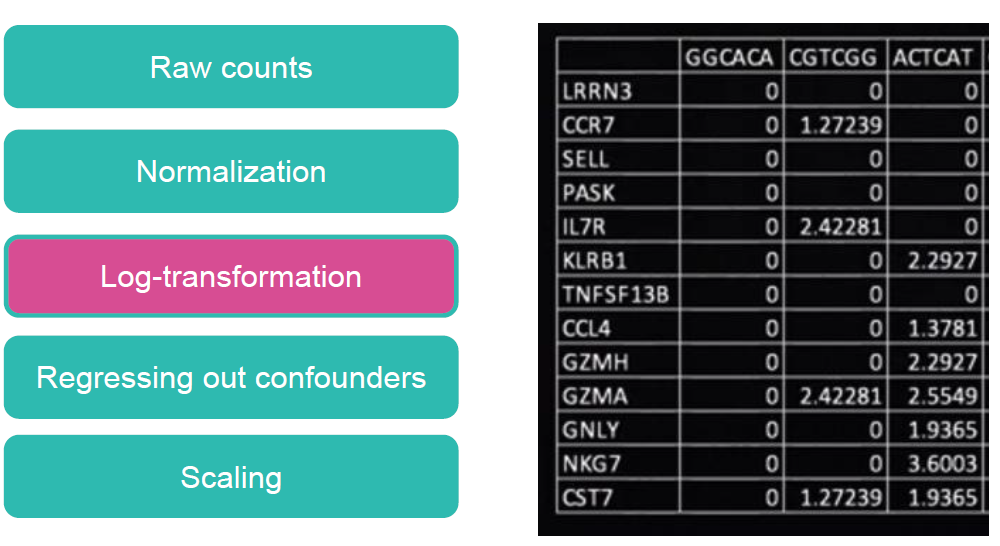 Raw counts
Normalization
Log-transformation
Regressing out confounders
Scaling
GGCACA CGTCGG ACTCAT
LRRN3 0 0 0
CCR7 0 1.27239 0
SELL 0 0 0
PASK 0 0 0
IL7R 0 2.42281 0
KLRB1 0 0 2.2927
TNFSF13B 0 0 0
CCL4 0 0 1.3781
GZMH 0 0 2.2927
GZMA 0 2.42281 2.5549
GNLY 0 0 1.9365
NKG7 0 0 3.6003
CST7 0 1.27239 1.9365